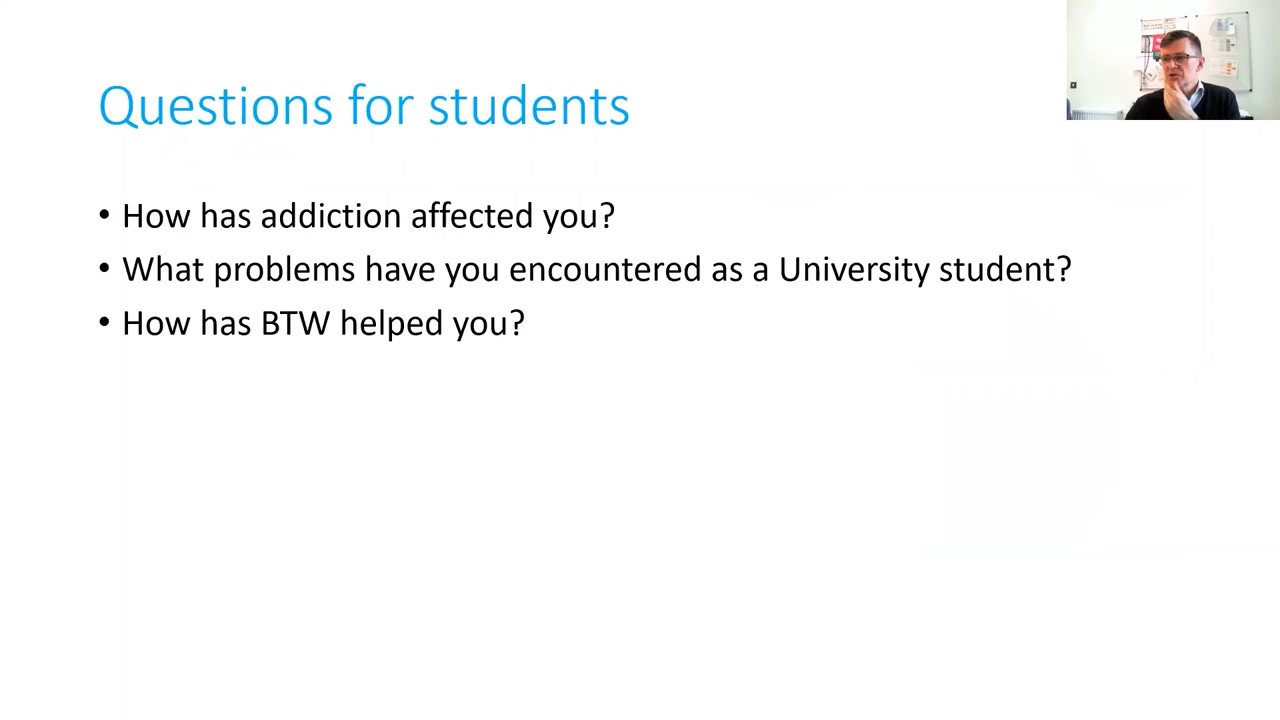 Questions for students
• How has addiction affected you?
• What problems have you encountered as a University student?
• How has BTW helped you?